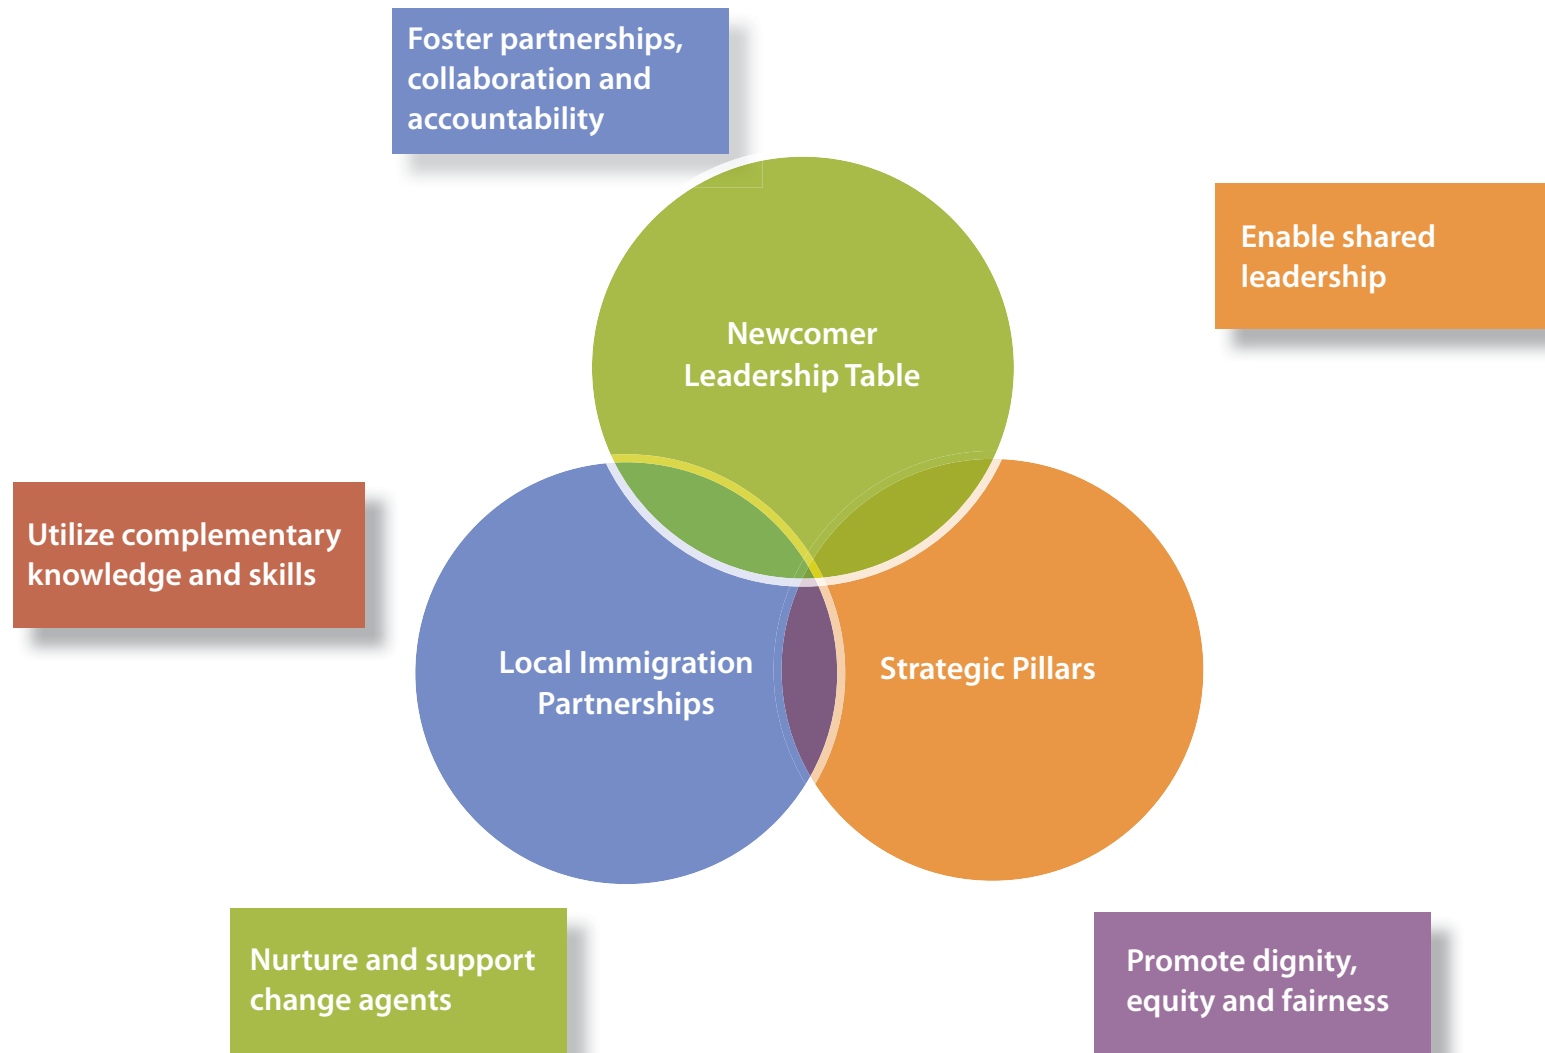 Foster partnerships,
collaboration and
accountability
Enable shared
leadership
Newcomer
Leadership Table
Utilize complementary
knowledge and skills
Local Immigration
Partnerships
Strategic Pillars
Nurture and support
change agents
Promote dignity,
equity and fairness